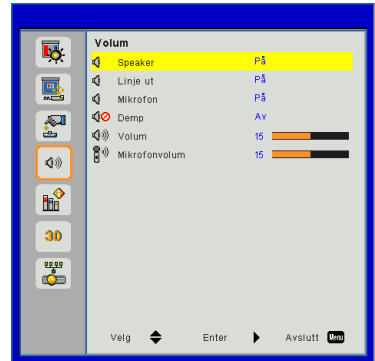 Volum
Speaker På
Linje ut På
Mikrofon På
Demp Av
Volum 15
Mikrofonvolum 15
3D
Velg Enter Avslutt Menu